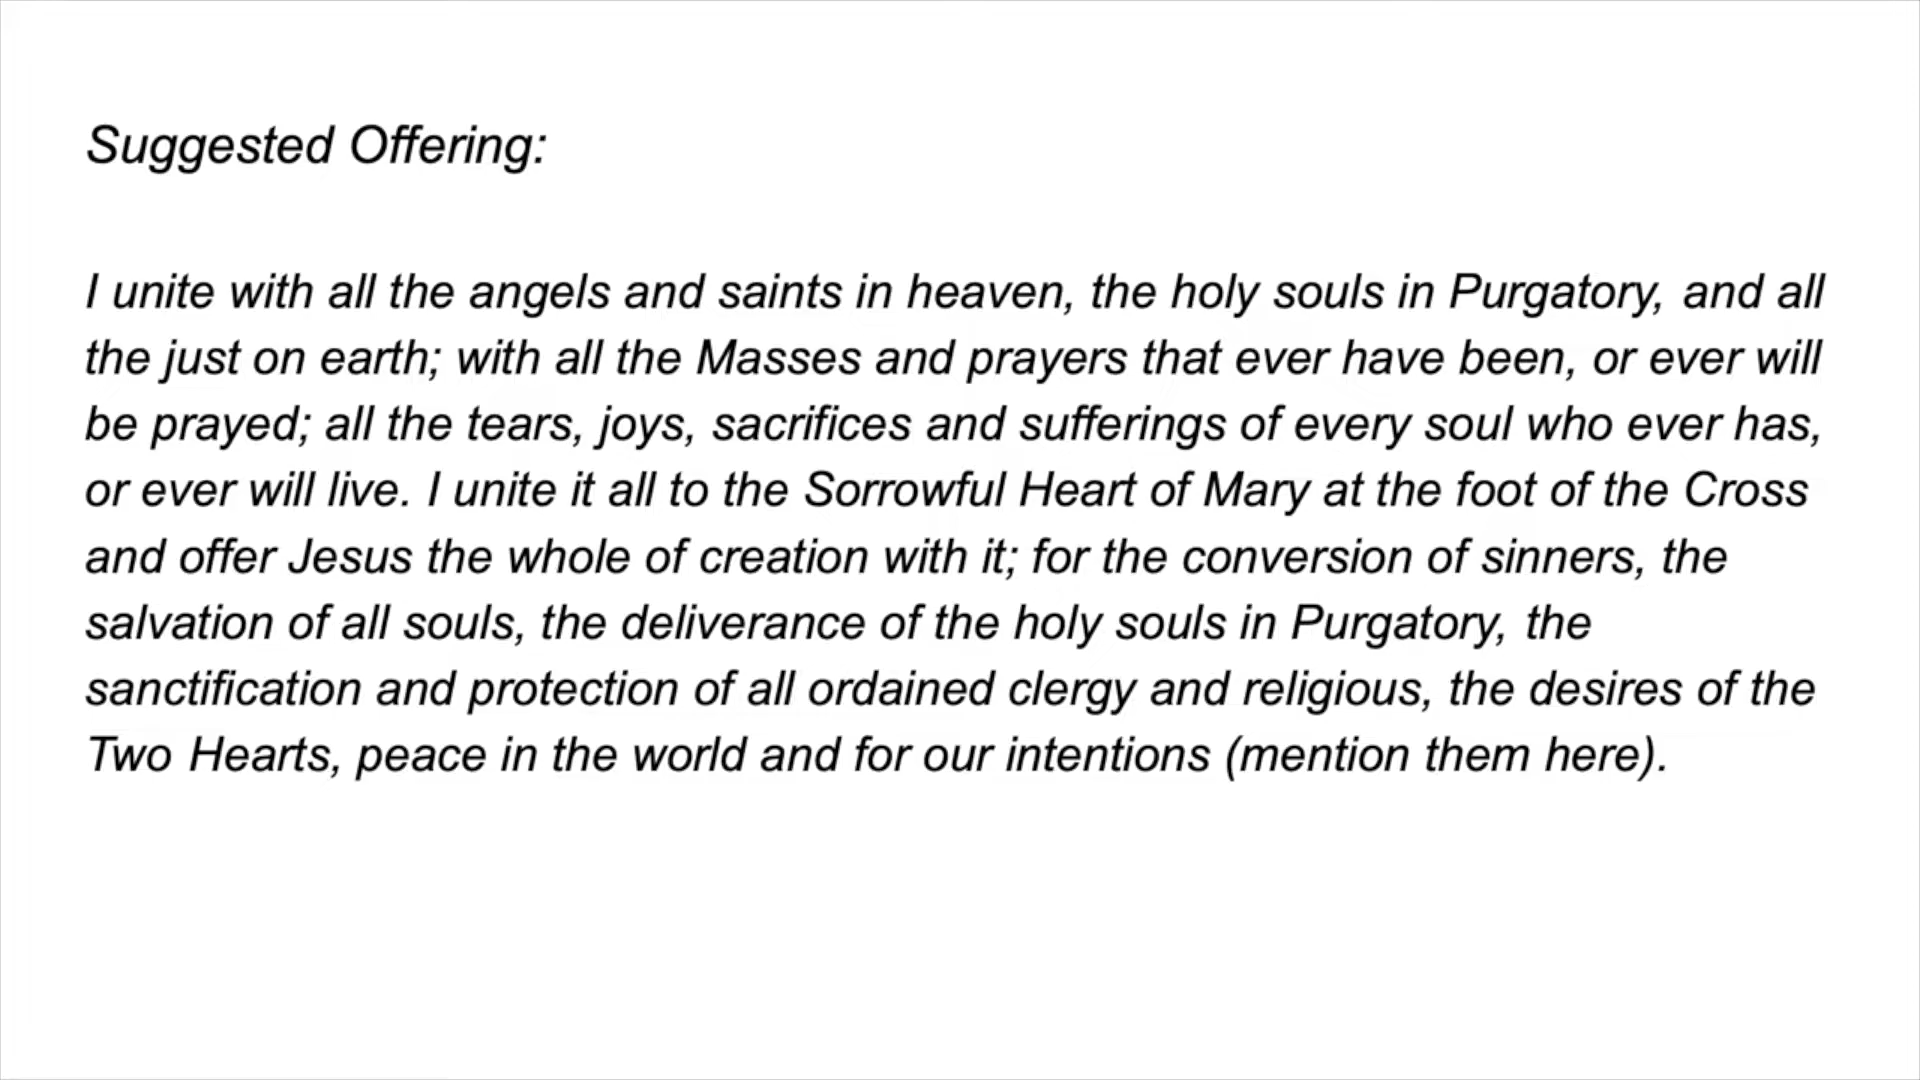 Suggested Offering:
I unite with all the angels and saints in heaven, the holy souls in Purgatory, and all
the just on earth; with all the Masses and prayers that ever have been, or ever will
be prayed; all the tears, joys, sacrifices and sufferings of every soul who ever has,
or ever will live. I unite it all to the Sorrowful Heart of Mary at the foot of the Cross
and offer Jesus the whole of creation with it; for the conversion of sinners, the
salvation of all souls, the deliverance of the holy souls in Purgatory, the
sanctification and protection of all ordained clergy and religious, the desires of the
Two Hearts, peace in the world and for our intentions (mention them here).